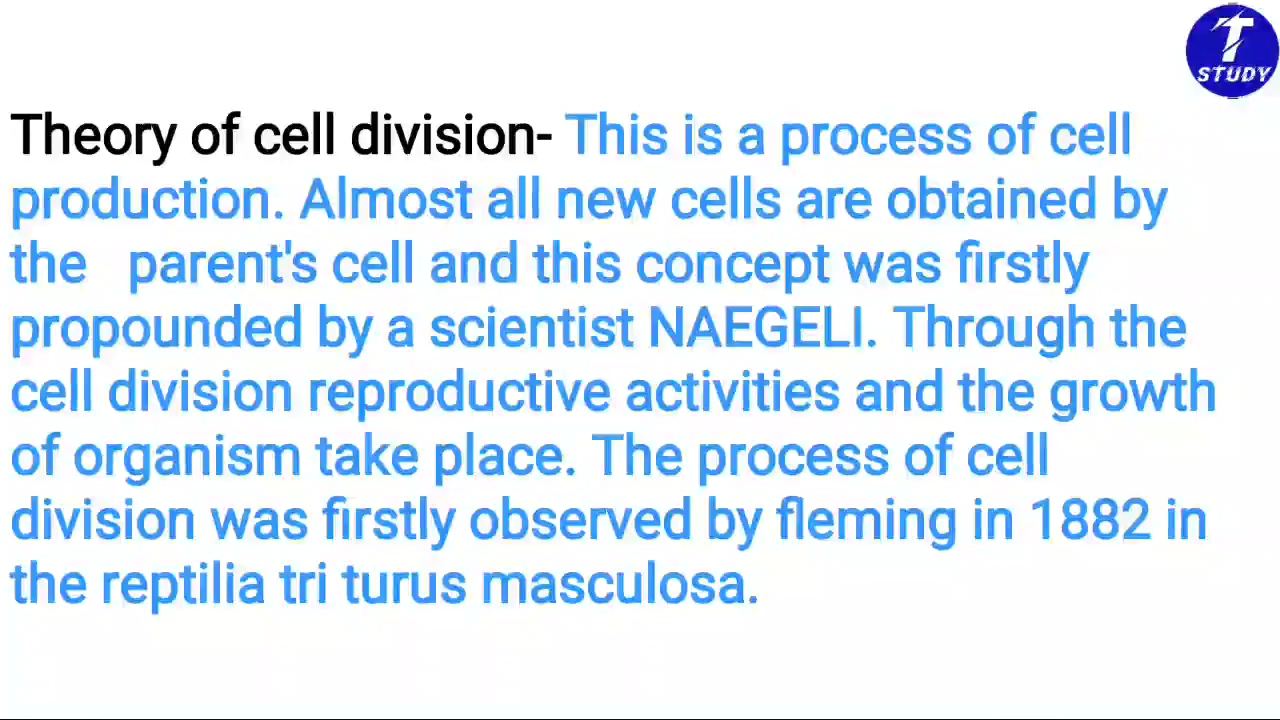 T
STUDY
Theory of cell division- This is a process of cell
production. Almost all new cells are obtained by
the parent's cell and this concept was firstly
propounded by a scientist NAEGELI. Through the
cell division reproductive activities and the growth
of organism take place. The process of cell
division was firstly observed by fleming in 1882 in
the reptilia tri turus masculosa.